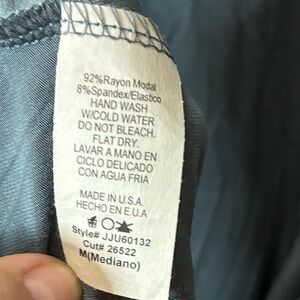 92%Rayon Modal
8%Spandex/Elastico
HAND WASH
W/COLD WATER
DO NOT BLEACH.
FLAT DRY.
LAVAR A MANO EN
CICLO DELICADO
CON AGUA FRIA
MADE IN U.S.A.
HECHO EN E.U.A
Style# JJU60132
Cut# 26522
M(Mediano)